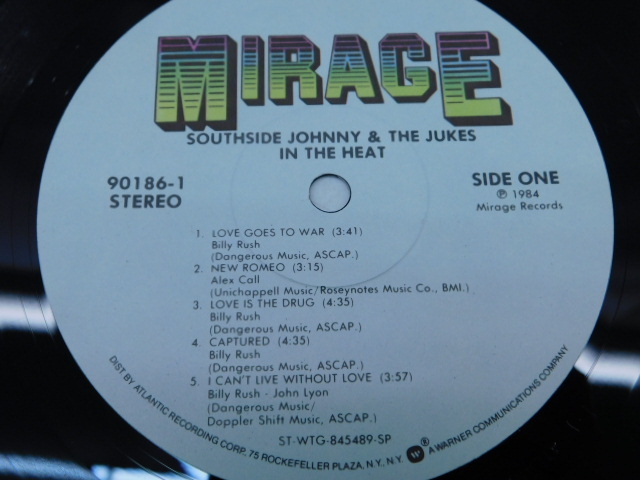 MIRAGE
SOUTHSIDE JOHNNY & THE JUKES
IN THE HEAT
90186-1
STEREO
SIDE ONE
℗ 1984
Mirage Records
1. LOVE GOES TO WAR (3:41)
Billy Rush
(Dangerous Music, ASCAP.)
2. NEW ROMEO (3:15)
Alex Call
(Unichappell Music/Roseynotes Music Co., BMI.)
3. LOVE IS THE DRUG (4:35)
Billy Rush
(Dangerous Music, ASCAP.)
4. CAPTURED (4:35)
Billy Rush
(Dangerous Music, ASCAP.)
5. I CAN'T LIVE WITHOUT LOVE (3:57)
Billy Rush - John Lyon
(Dangerous Music/
Doppler Shift Music, ASCAP.)
ST-WTG-845489-SP
DIST. BY ATLANTIC RECORDING CORP., 75 ROCKEFELLER PLAZA, N.Y., N.Y. W ® A WARNER COMMUNICATIONS COMPANY